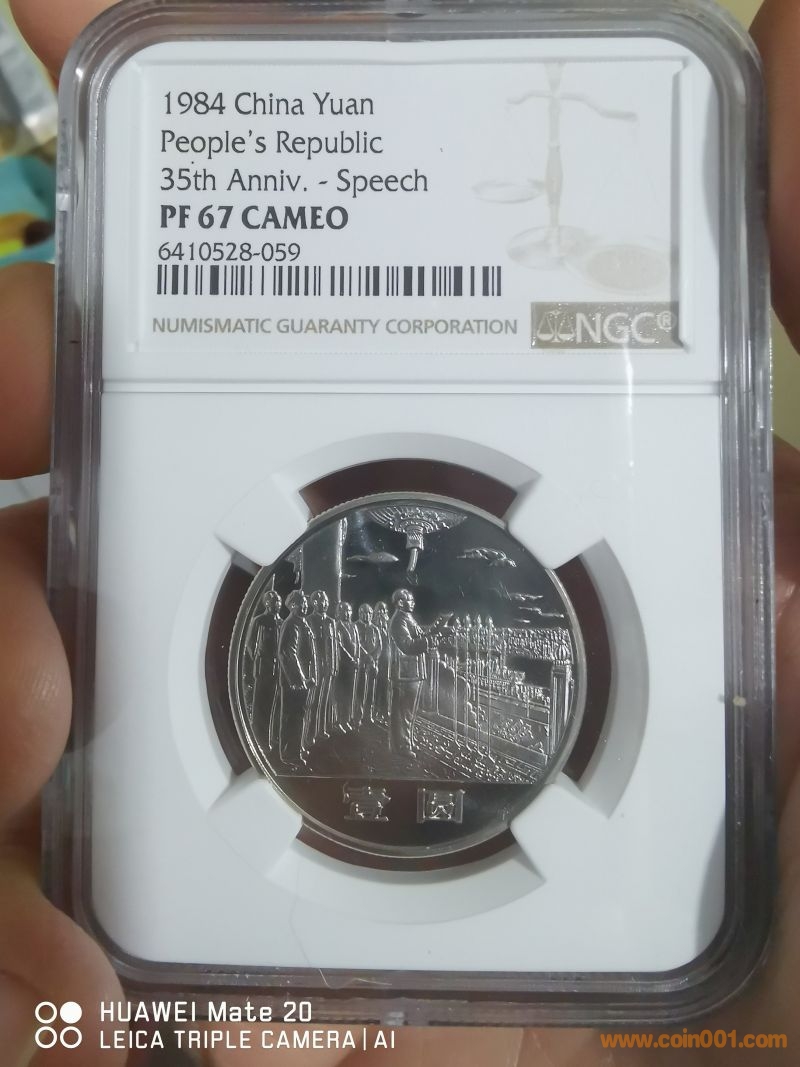 1984 China Yuan
People's Republic
35th Anniv. - Speech
PF 67 CAMEO
6410528-059
NUMISMATIC GUARANTY CORPORATION NGC®
壹 圆
HUAWEI Mate 20
LEICA TRIPLE CAMERA | AI
www.coin001.com